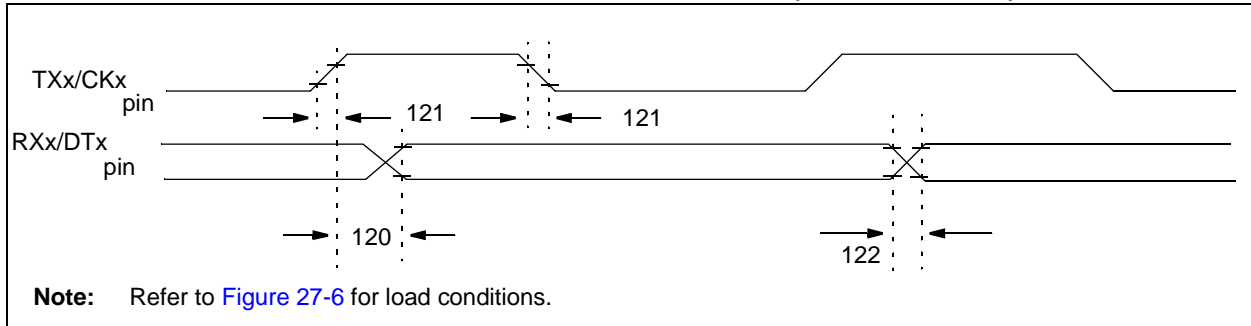 TXx/CKx
pin
121
121
RXx/DTx
pin
120
122
Note: Refer to Figure 27-6 for load conditions.